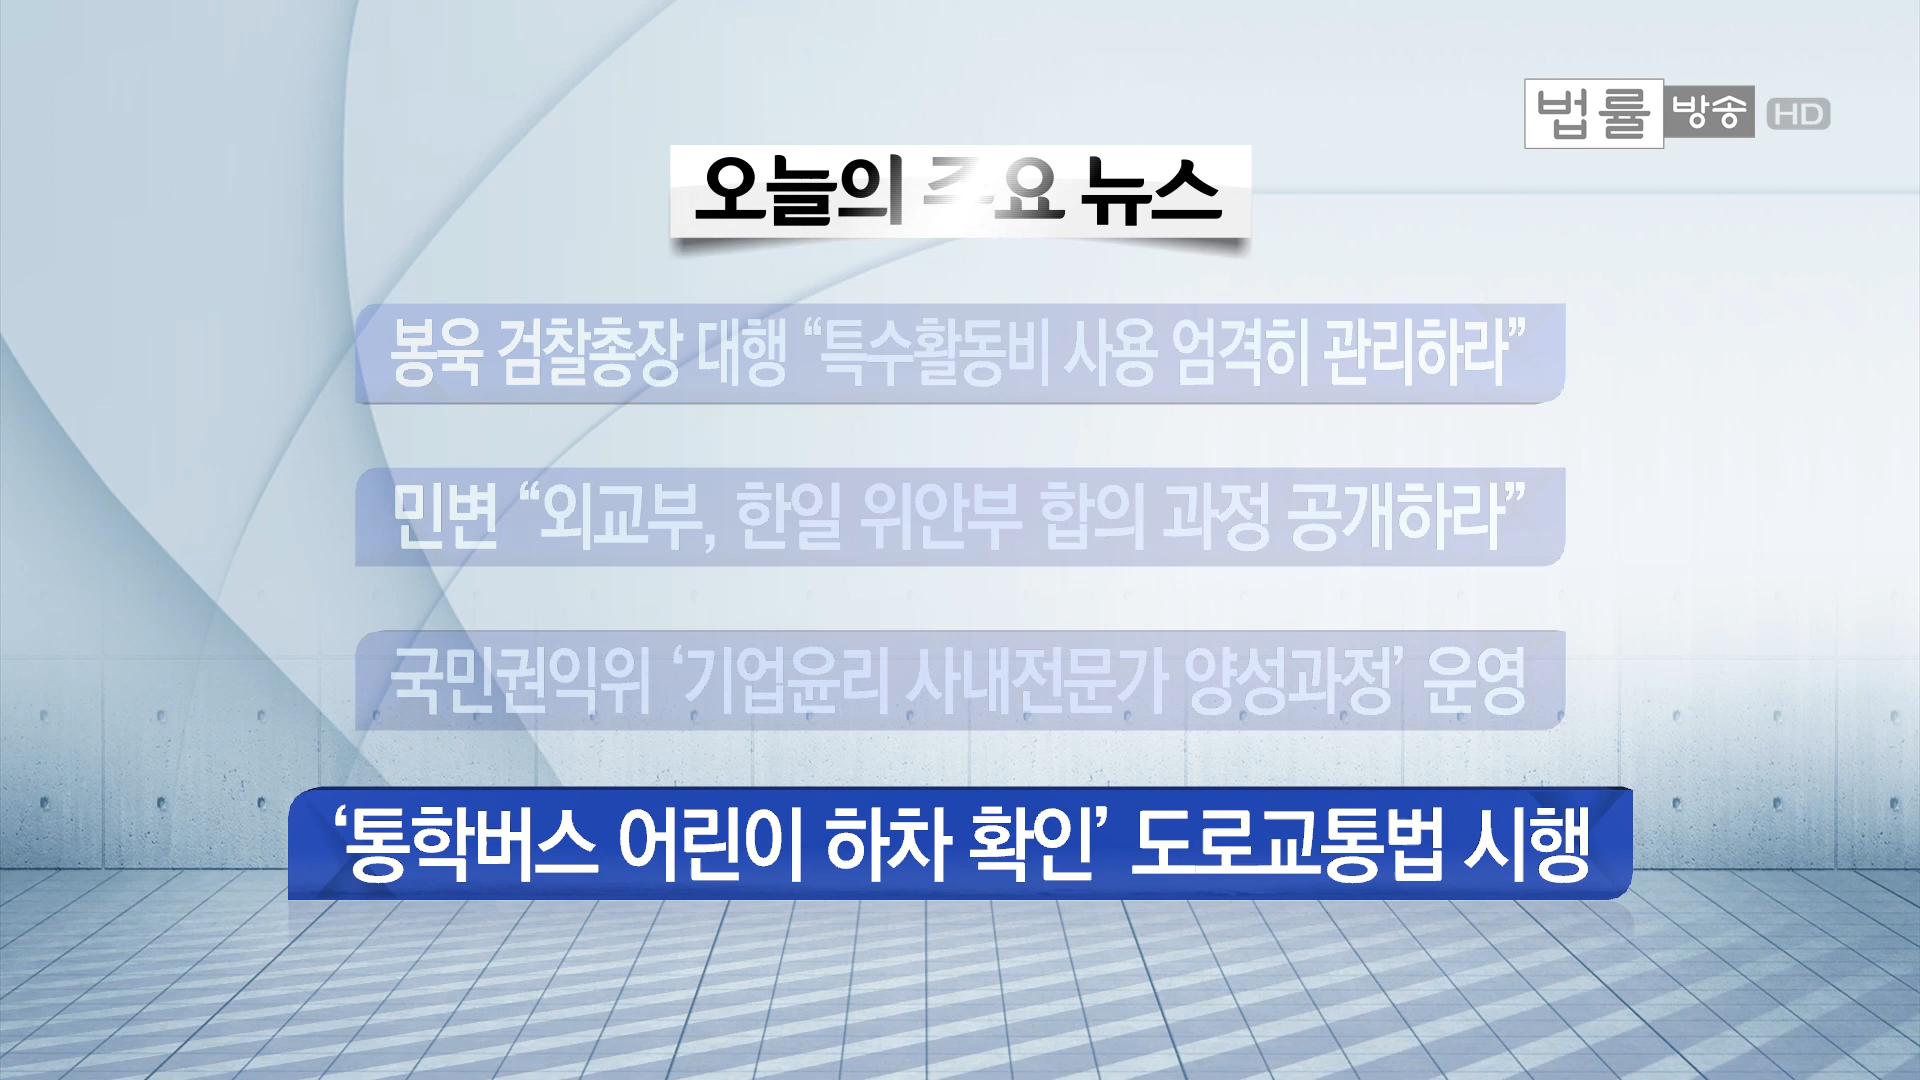 법률방송 HD
오늘의 주요 뉴스
봉욱 검찰총장 대행 “특수활동비 사용 엄격히 관리하라”
민변 “외교부, 한일 위안부 합의 과정 공개하라”
국민권익위 ‘기업윤리 사내전문가 양성과정’ 운영
‘통학버스 어린이 하차 확인’ 도로교통법 시행